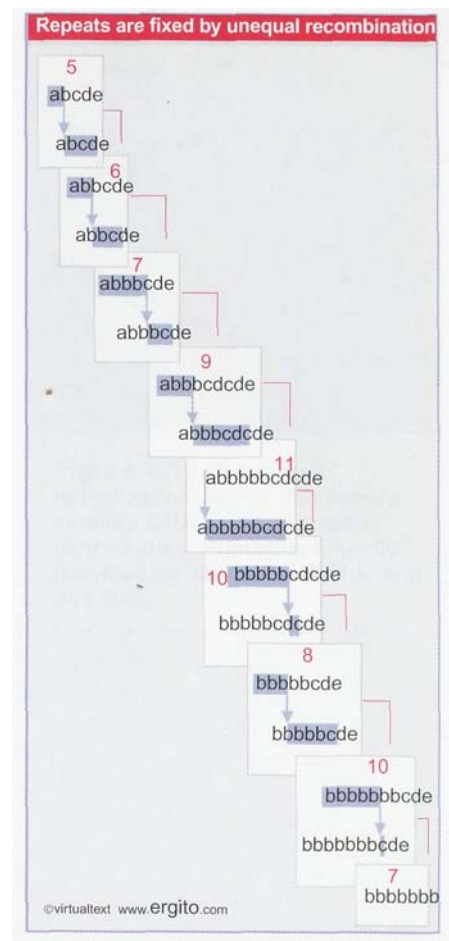 Repeats are fixed by unequal recombination
5
abcde
abcde
6
abbcde
abbcde
7
abbbcde
abbbcde
9
abbbcdcde
abbbcdcde
11
abbbbbcdcde
abbbbbcdcde
10 bbbbbcdcde
bbbbbcdcde
8
bbbbbcde
bbbbbcde
10
bbbbbbbcde
bbbbbbbcde
7
bbbbbbb
©virtualtext www.ergito.com